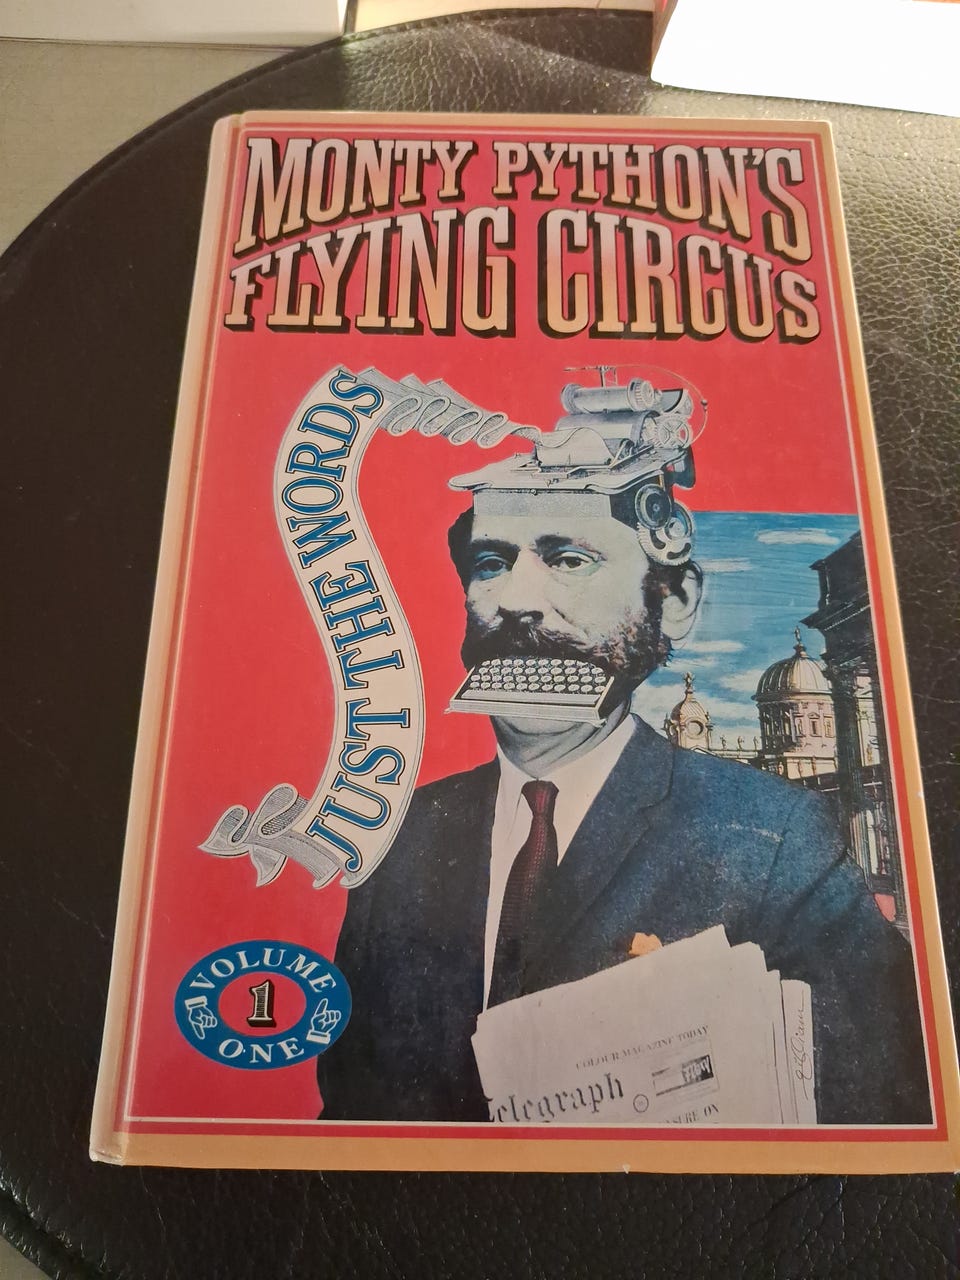 MONTY PYTHON'S
FLYING CIRCUS
JUST THE WORDS
VOLUME
1
ONE
COLOUR MAGAZINE TODAY
Telegraph